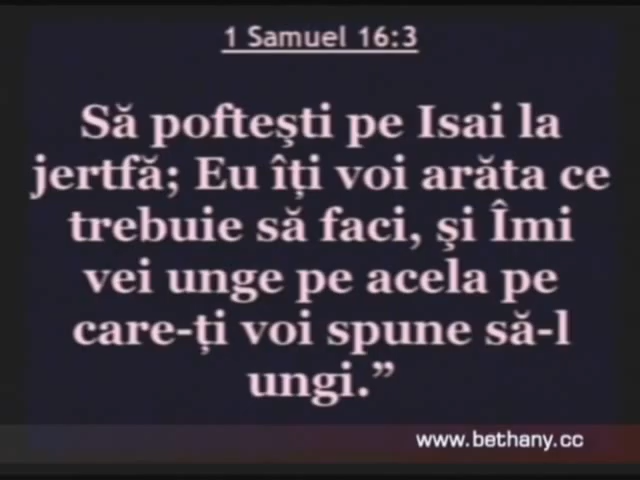 1 Samuel 16:3
Să pofteşti pe Isai la
jertfă; Eu îţi voi arăta ce
trebuie să faci, şi Îmi
vei unge pe acela pe
care-ţi voi spune să-l
ungi.”
www.bethany.cc